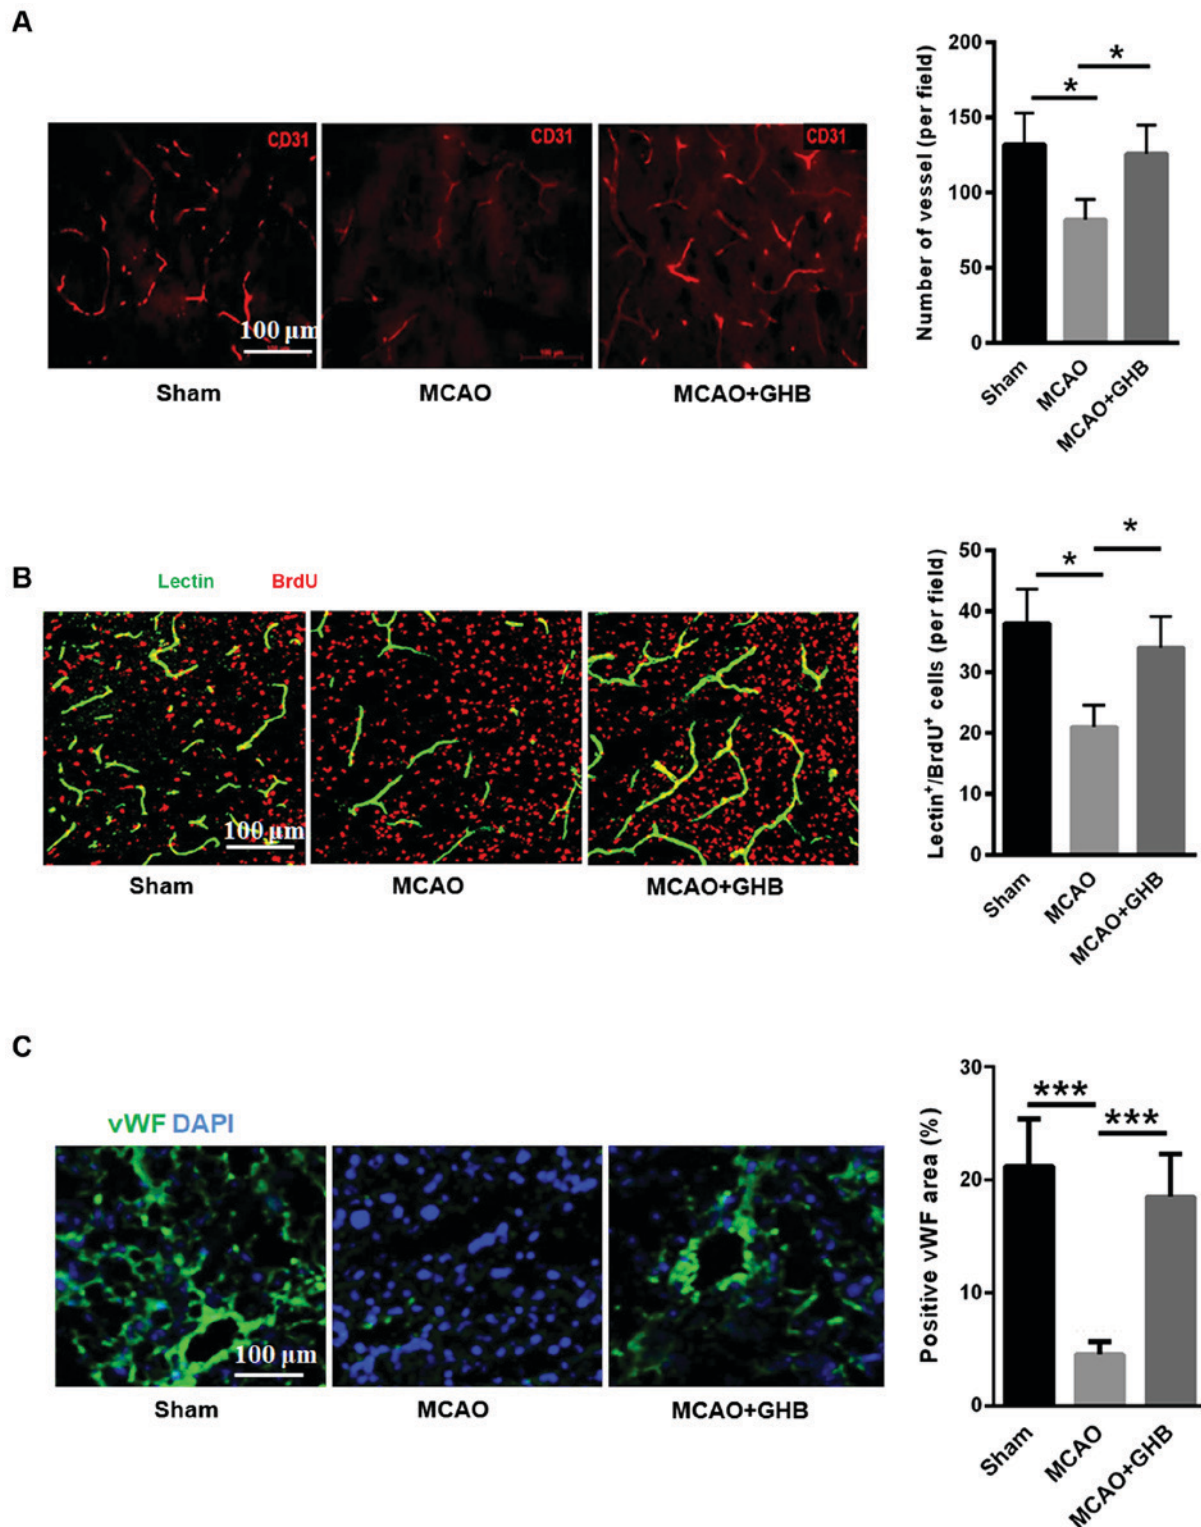 A
CD31
CD31
CD31
100 μm
100 μm
Sham
MCAO
MCAO+GHB
Number of vessel (per field)
200
150
100
50
0
*
*
Sham
MCAO
MCAO+GHB
B
Lectin
BrdU
100 μm
Sham
MCAO
MCAO+GHB
Lectin⁺/BrdU⁺ cells (per field)
50
40
30
20
10
0
*
*
Sham
MCAO
MCAO+GHB
C
vWF DAPI
100 μm
Sham
MCAO
MCAO+GHB
Positive vWF area (%)
30
20
10
0
***
***
Sham
MCAO
MCAO+GHB